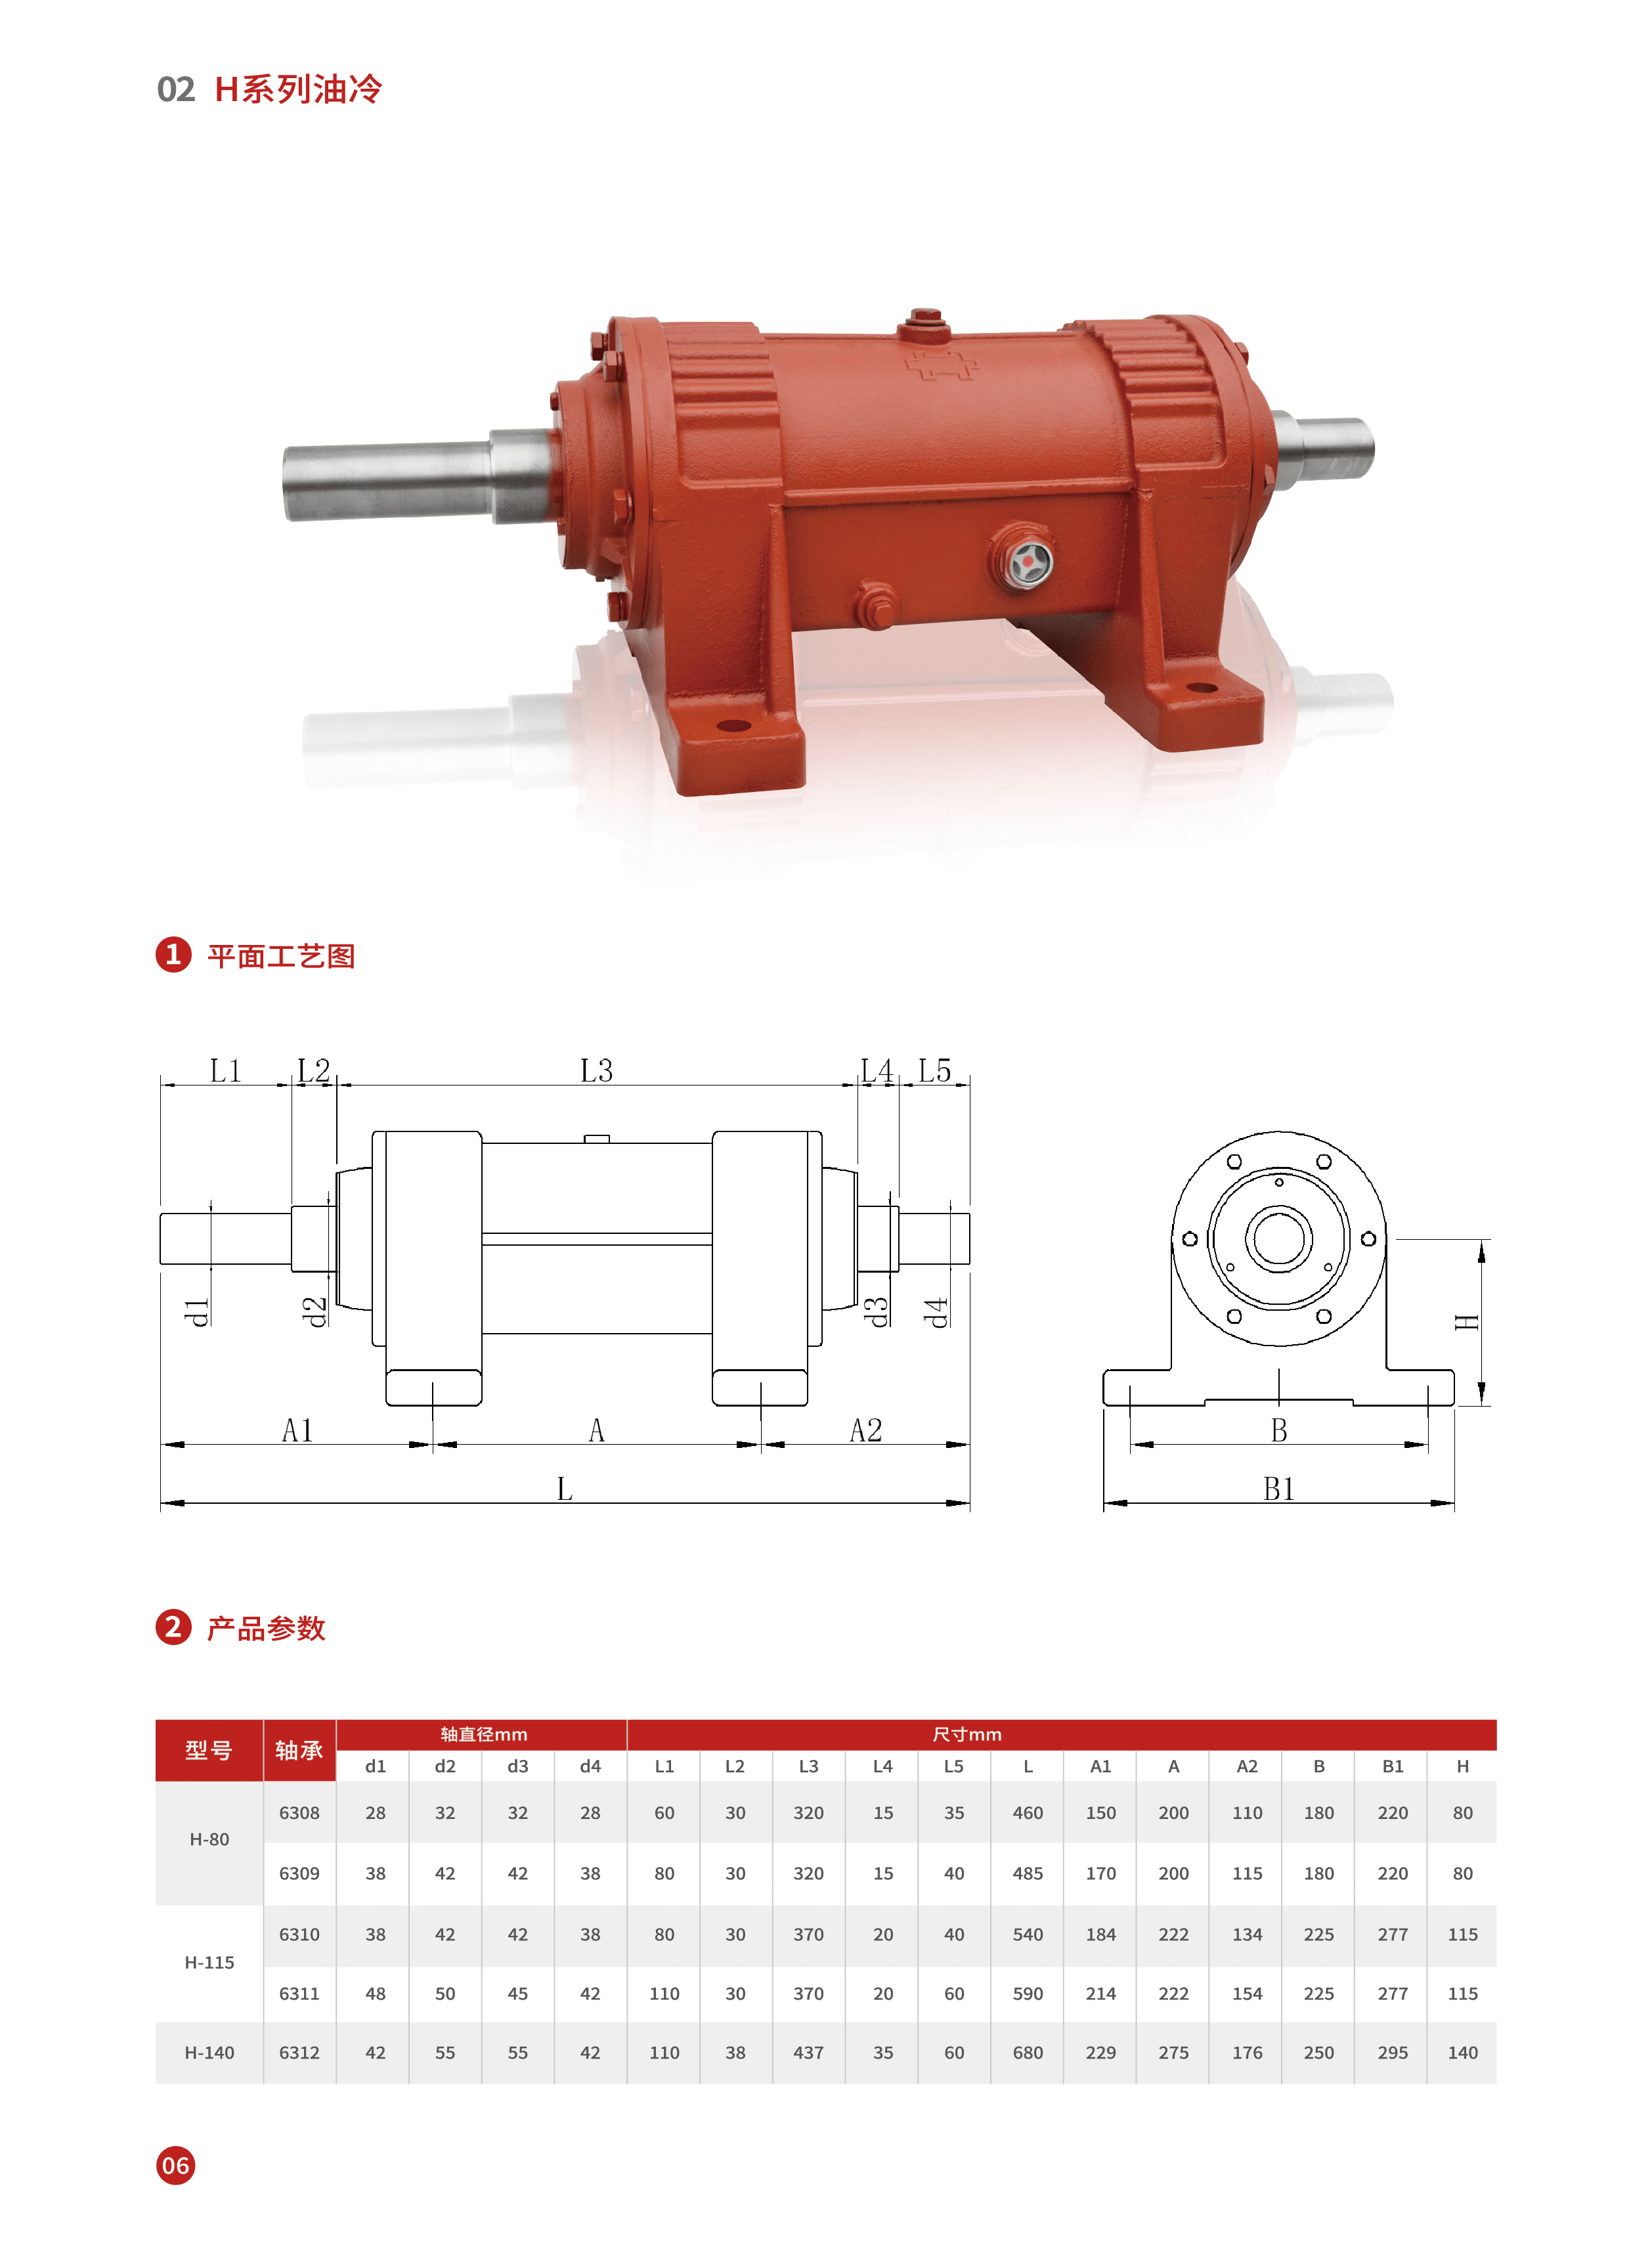 02 H系列油冷
1 平面工艺图
L1 L2 L3 L4 L5
d1 d2 d3 d4 H
A1 A A2 B
L B1
2 产品参数
型号 轴承 轴直径mm 尺寸mm
d1 d2 d3 d4 L1 L2 L3 L4 L5 L A1 A A2 B B1 H
H-80
6308 28 32 32 28 60 30 320 15 35 460 150 200 110 180 220 80
6309 38 42 42 38 80 30 320 15 40 485 170 200 115 180 220 80
H-115
6310 38 42 42 38 80 30 370 20 40 540 184 222 134 225 277 115
6311 48 50 45 42 110 30 370 20 60 590 214 222 154 225 277 115
H-140 6312 42 55 55 42 110 38 437 35 60 680 229 275 176 250 295 140
06